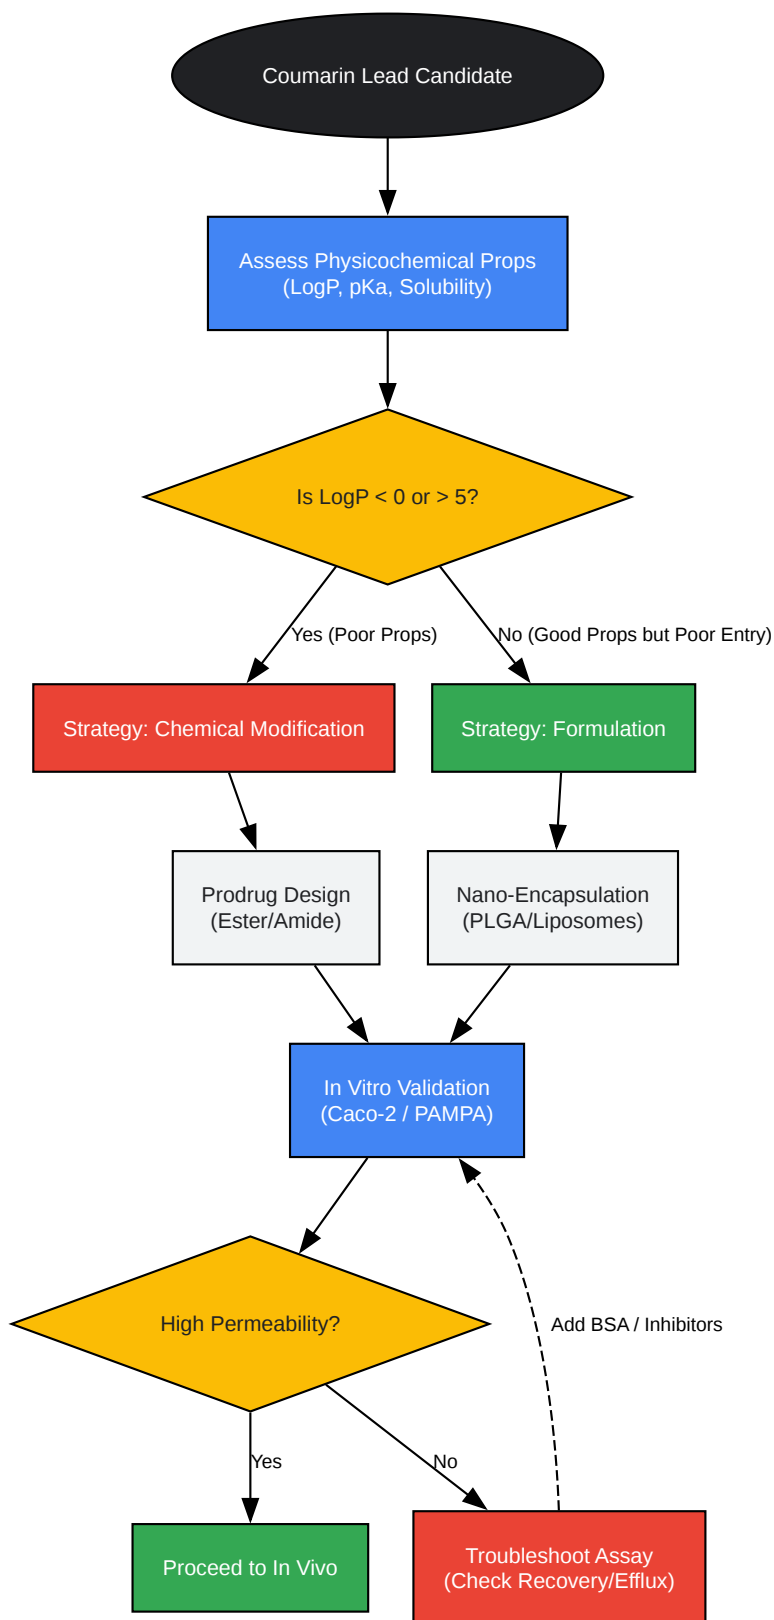 Coumarin Lead Candidate
Assess Physicochemical Props
(LogP, pKa, Solubility)
Is LogP < 0 or > 5?
Yes (Poor Props)
No (Good Props but Poor Entry)
Strategy: Chemical Modification
Strategy: Formulation
Prodrug Design
(Ester/Amide)
Nano-Encapsulation
(PLGA/Liposomes)
In Vitro Validation
(Caco-2 / PAMPA)
High Permeability?
Add BSA / Inhibitors
Yes
No
Proceed to In Vivo
Troubleshoot Assay
(Check Recovery/Efflux)